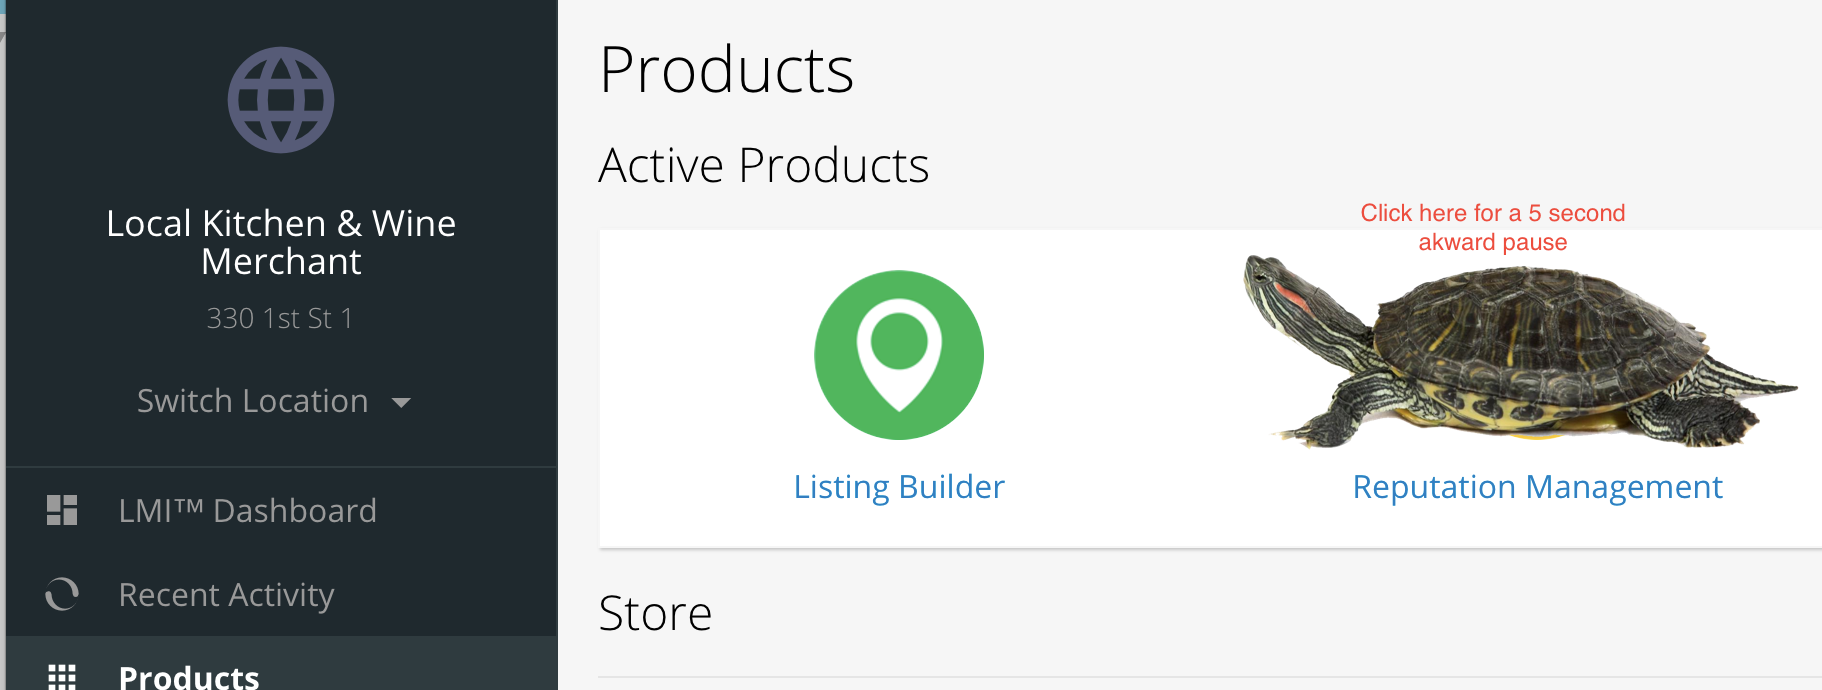 Local Kitchen & Wine
Merchant
330 1st St 1
Switch Location
LMI™ Dashboard
Recent Activity
Products
Products
Active Products
Click here for a 5 second
akward pause
Listing Builder
Reputation Management
Store